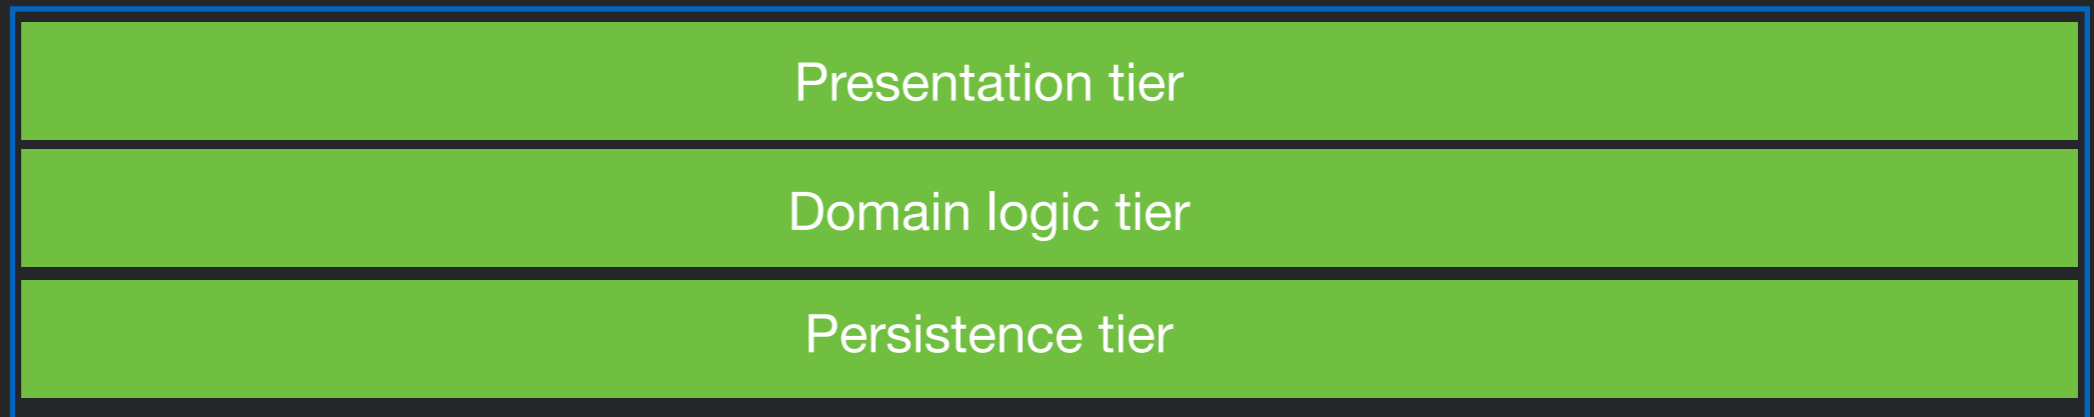 Presentation tier
Domain logic tier
Persistence tier